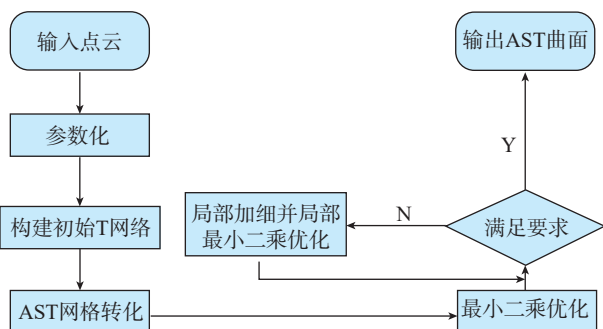 输入点云
参数化
构建初始T网络
AST网格转化
最小二乘优化
满足要求
N
局部加细并局部
最小二乘优化
Y
输出AST曲面